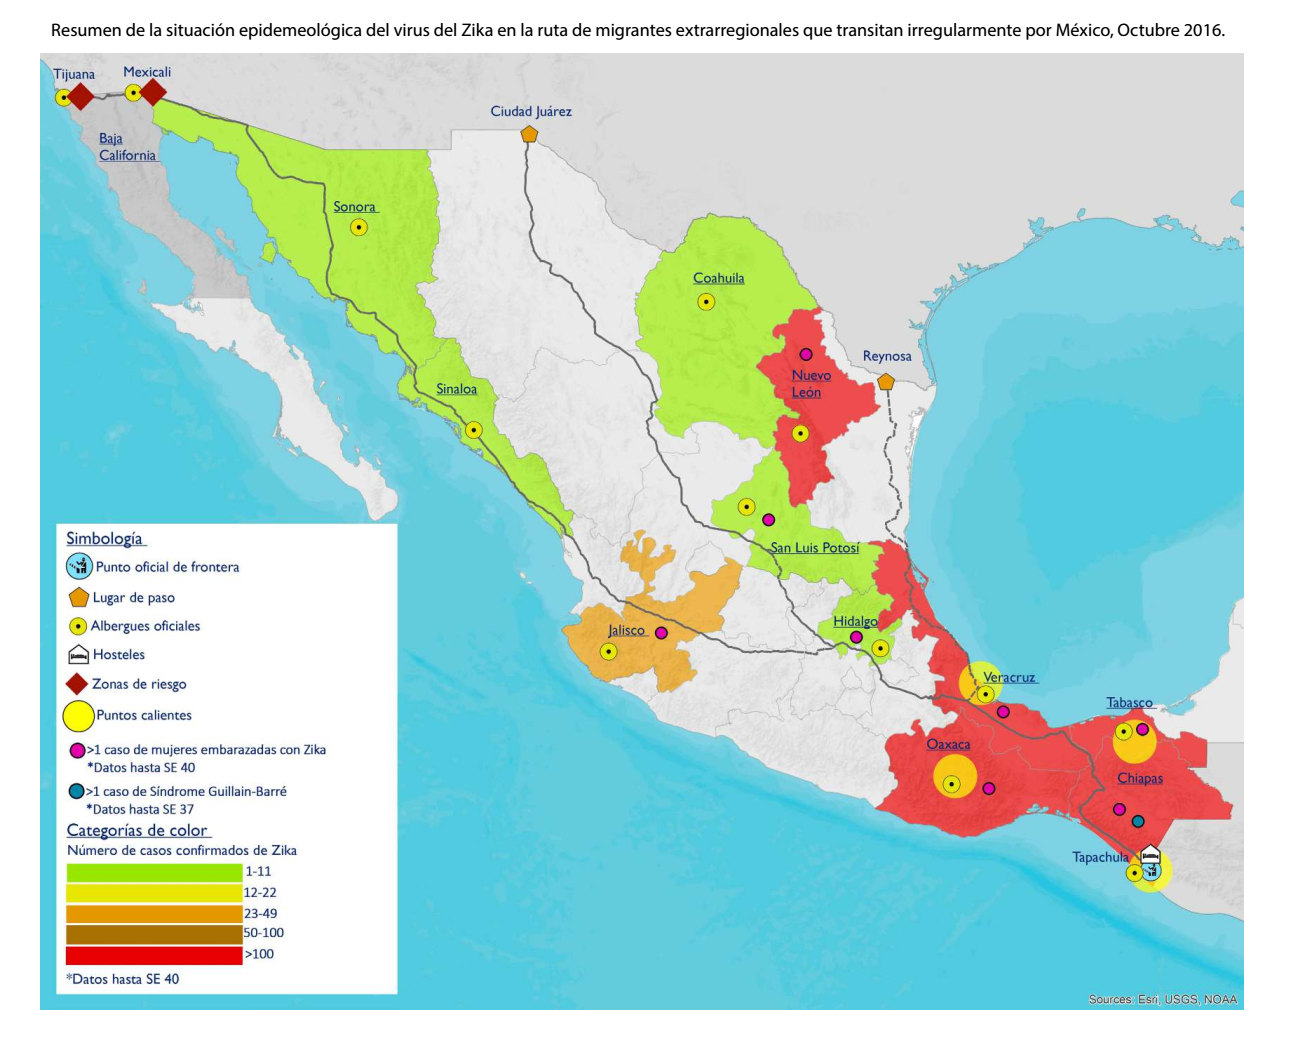 Resumen de la situación epidemeológica del virus del Zika en la ruta de migrantes extrarregionales que transitan irregularmente por México, Octubre 2016.
Tijuana
Mexicali
Ciudad Juárez
Baja
California
Sonora
Coahuila
Reynosa
Nuevo
León
Sinaloa
San Luis Potosí
Hidalgo
Jalisco
Veracruz
Tabasco
Oaxaca
Chiapas
Tapachula
Simbología
Punto oficial de frontera
Lugar de paso
Albergues oficiales
Hosteles
Zonas de riesgo
Puntos calientes
>1 caso de mujeres embarazadas con Zika
*Datos hasta SE 40
>1 caso de Síndrome Guillain-Barré
*Datos hasta SE 37
Categorías de color
Número de casos confirmados de Zika
1-11
12-22
23-49
50-100
>100
*Datos hasta SE 40
Sources: Esri, USGS, NOAA